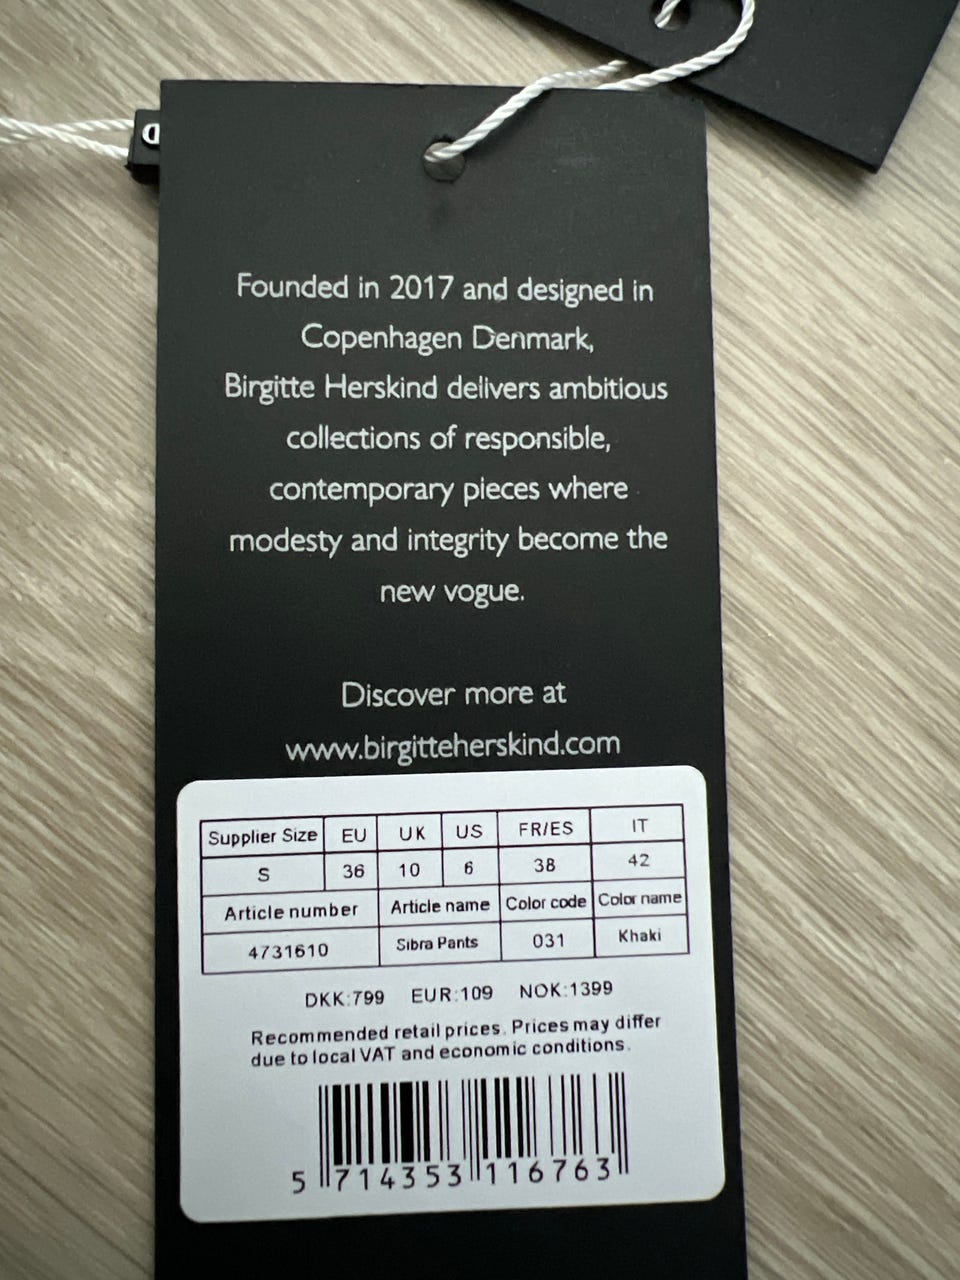 Founded in 2017 and designed in
Copenhagen Denmark,
Birgitte Herskind delivers ambitious
collections of responsible,
contemporary pieces where
modesty and integrity become the
new vogue.
Discover more at
www.birgitteherskind.com
Supplier Size EU UK US FR/ES IT
S 36 10 6 38 42
Article number Article name Color code Color name
4731610 Sibra Pants 031 Khaki
DKK:799 EUR:109 NOK:1399
Recommended retail prices. Prices may differ
due to local VAT and economic conditions.
5 714353 116763